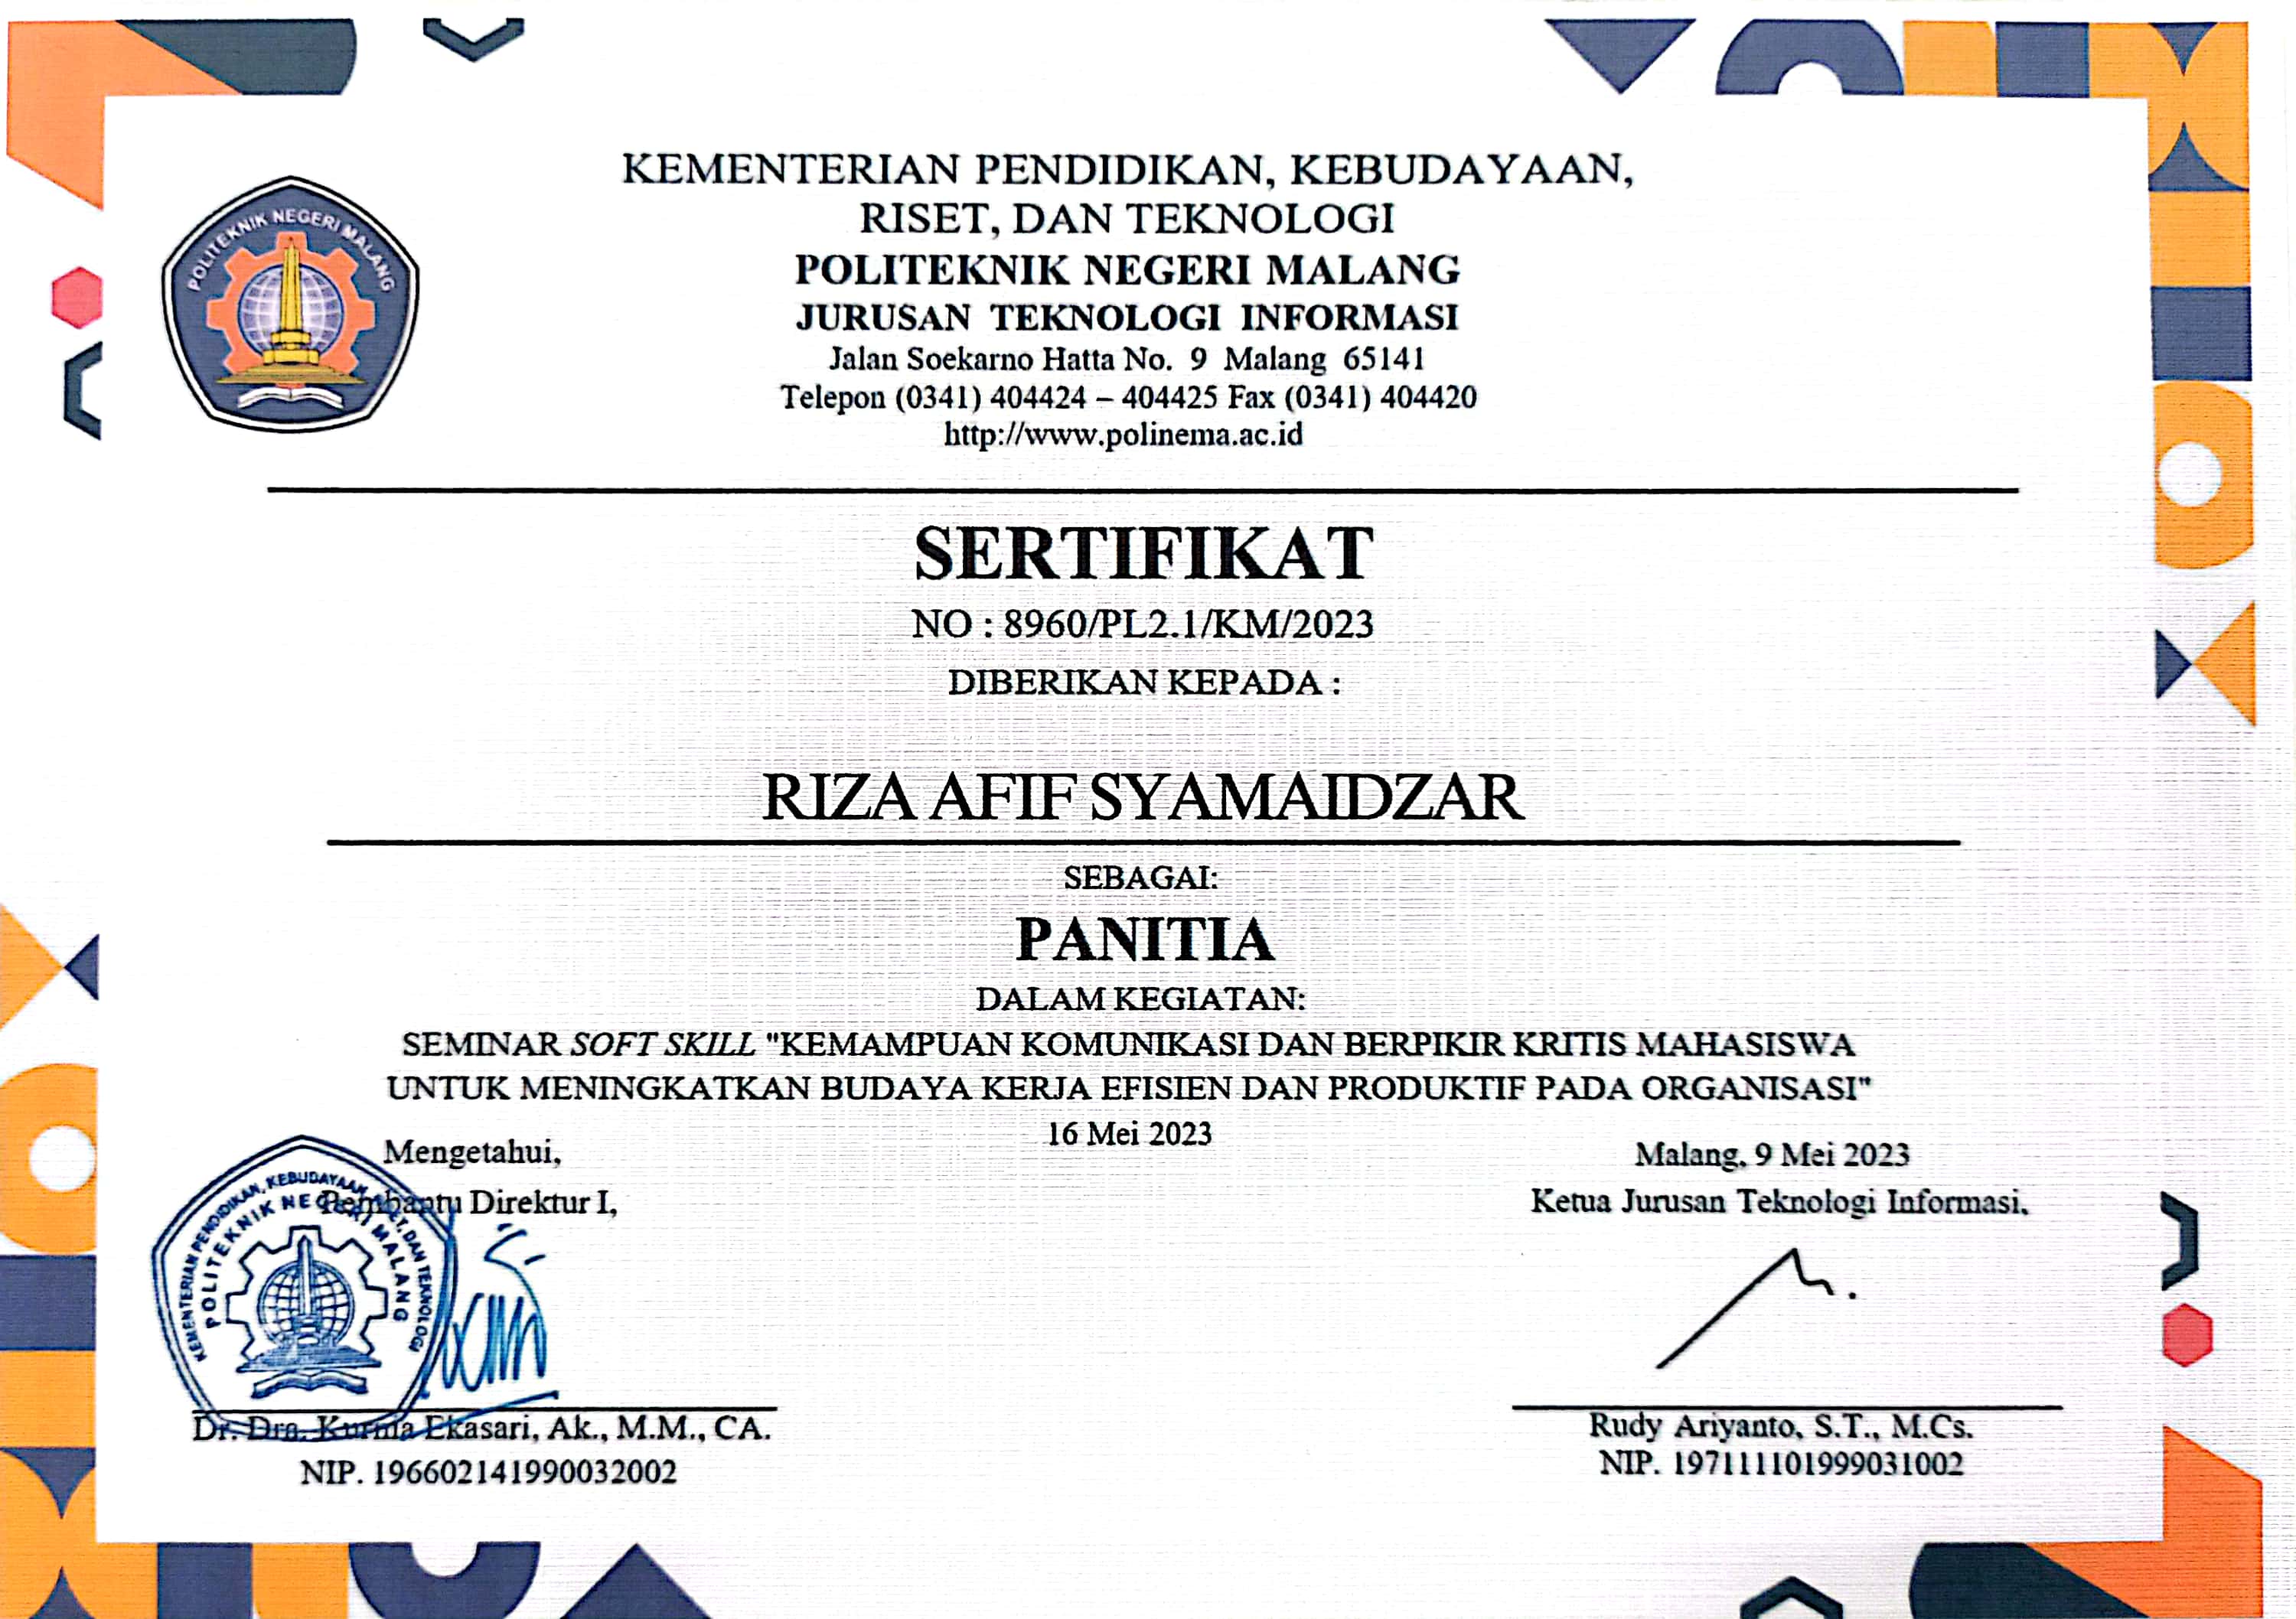 POLITEKNIK NEGERI MALANG
KEMENTERIAN PENDIDIKAN, KEBUDAYAAN,
RISET, DAN TEKNOLOGI
POLITEKNIK NEGERI MALANG
JURUSAN TEKNOLOGI INFORMASI
Jalan Soekarno Hatta No. 9 Malang 65141
Telepon (0341) 404424 – 404425 Fax (0341) 404420
http://www.polinema.ac.id
SERTIFIKAT
NO : 8960/PL2.1/KM/2023
DIBERIKAN KEPADA :
RIZA AFIF SYAMAIDZAR
SEBAGAI:
PANITIA
DALAM KEGIATAN:
SEMINAR SOFT SKILL "KEMAMPUAN KOMUNIKASI DAN BERPIKIR KRITIS MAHASISWA
UNTUK MENINGKATKAN BUDAYA KERJA EFISIEN DAN PRODUKTIF PADA ORGANISASI"
16 Mei 2023
Mengetahui,
Pembantu Direktur I,
KEMENTERIAN PENDIDIKAN, KEBUDAYAAN, RISET, DAN TEKNOLOGI
POLITEKNIK NEGERI MALANG
Dr. Dra. Kurnia Ekasari, Ak., M.M., CA.
NIP. 196602141990032002
Malang, 9 Mei 2023
Ketua Jurusan Teknologi Informasi,
Rudy Ariyanto, S.T., M.Cs.
NIP. 197111101999031002